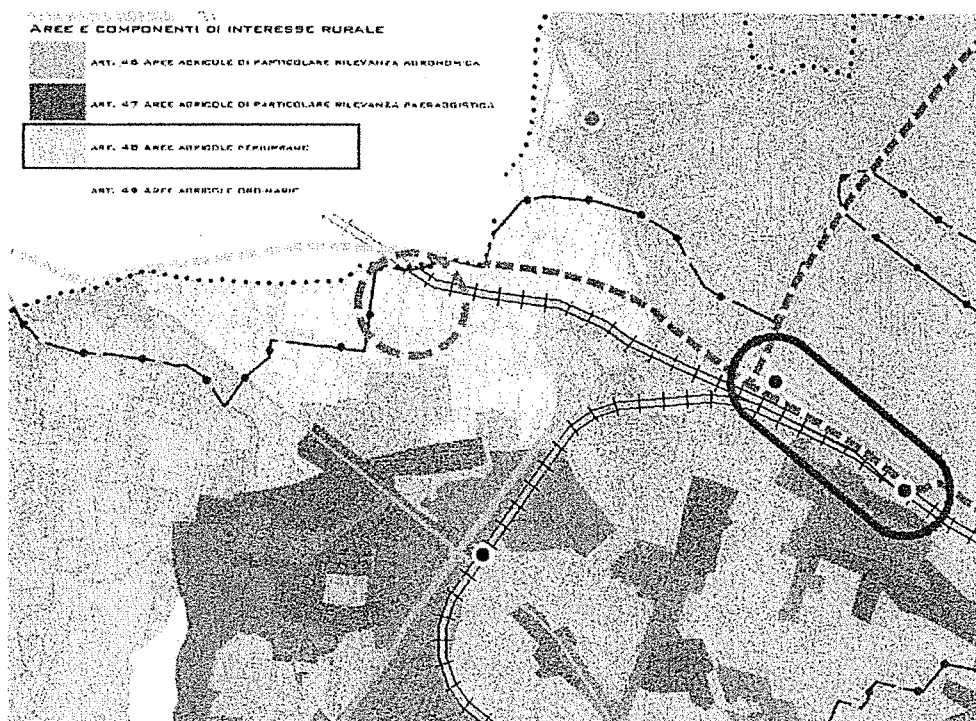 AREE E COMPONENTI DI INTERESSE RURALE
ART. 46 AREE AGRICOLE DI PARTICOLARE RILEVANZA AGRONOMICA
ART. 47 AREE AGRICOLE DI PARTICOLARE RILEVANZA PAESAGGISTICA
ART. 48 AREE AGRICOLE PERIURBANE
ART. 49 AREE AGRICOLE ORDINARIE